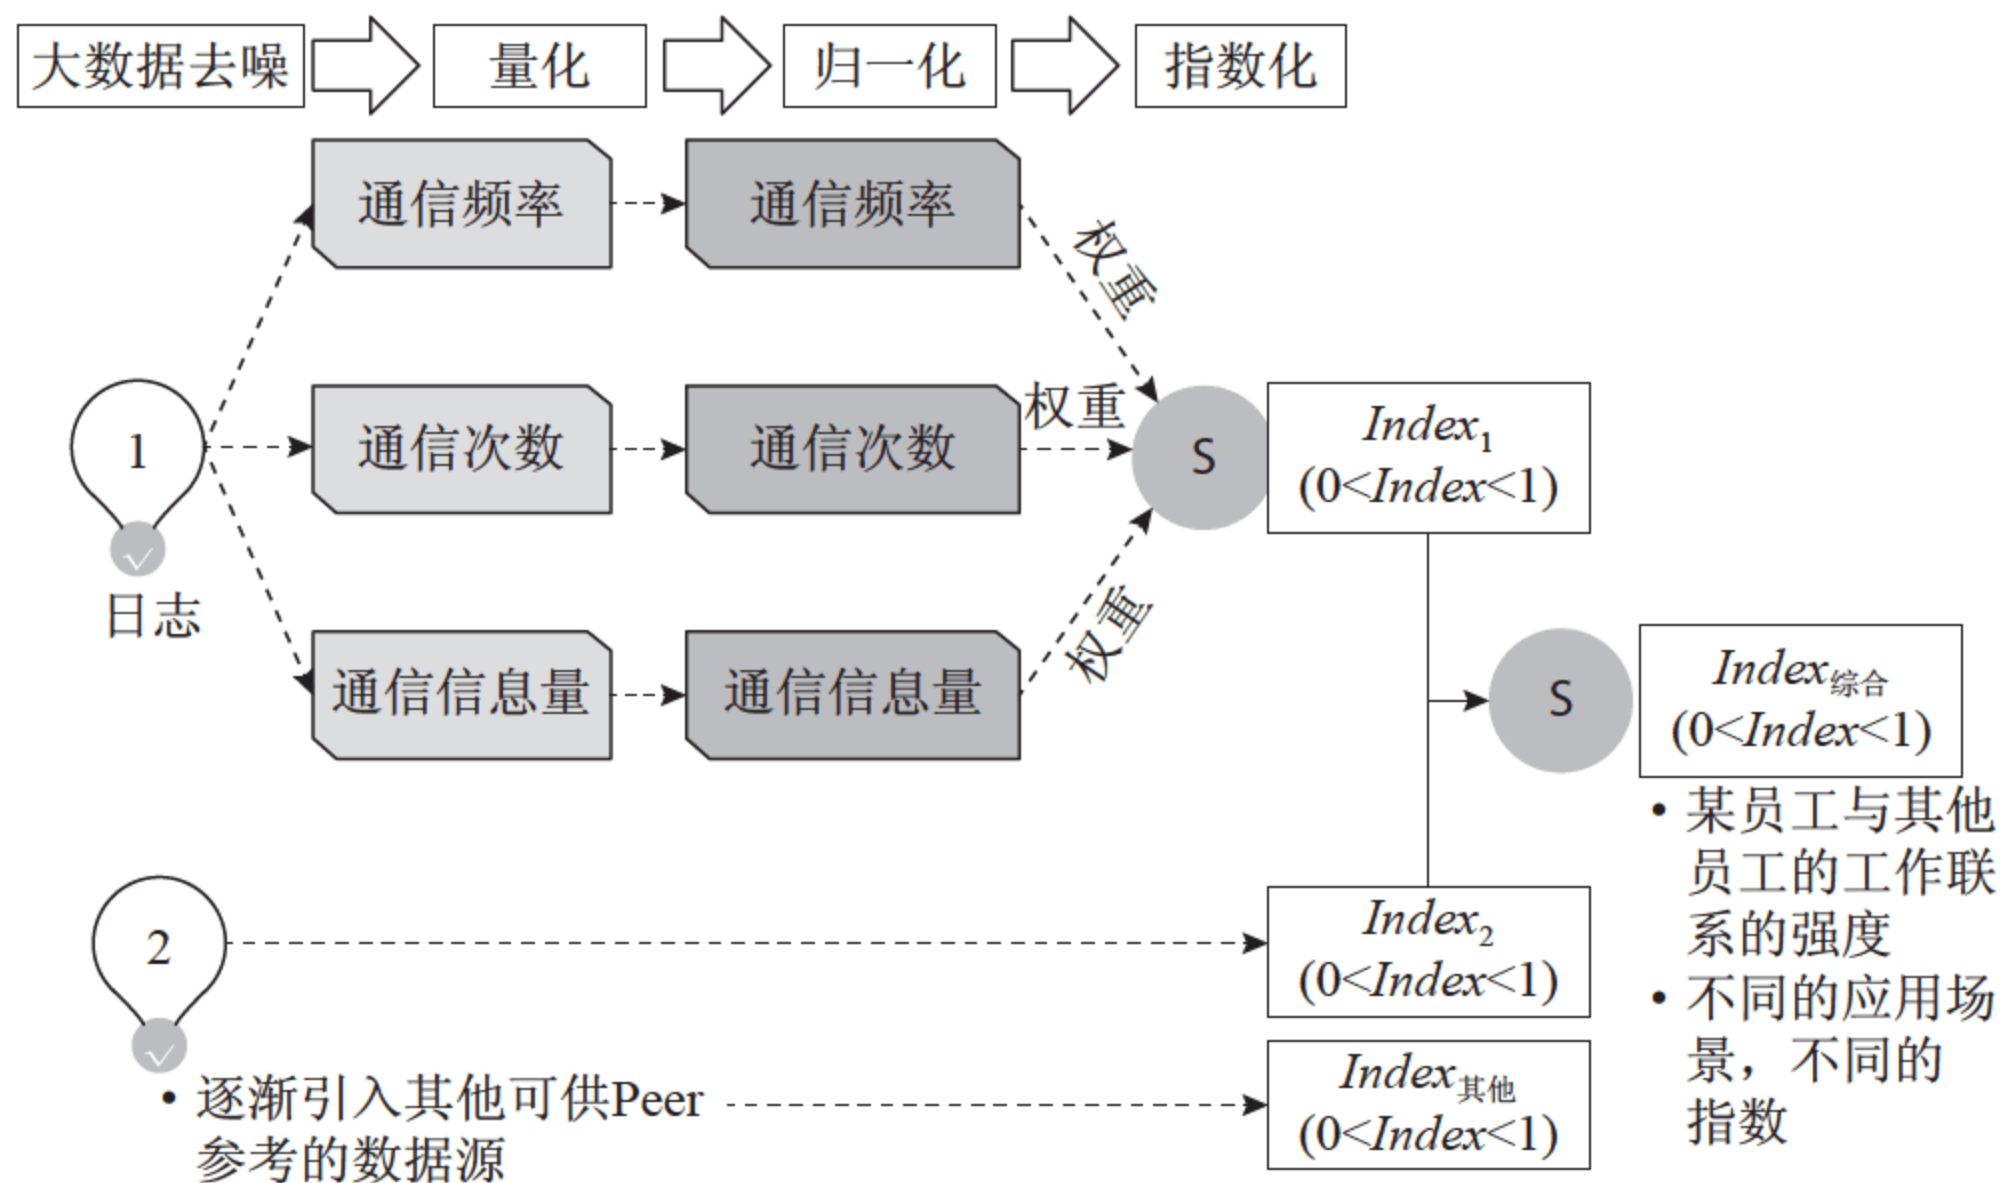 大数据去噪
量化
归一化
指数化
通信频率
通信频率
权重
1
日志
通信次数
通信次数
权重
S
Index1
(0<Index<1)
通信信息量
通信信息量
权重
S
Index综合
(0<Index<1)
• 某员工与其他
员工的工作联
系的强度
• 不同的应用场
景，不同的
指数
2
Index2
(0<Index<1)
• 逐渐引入其他可供Peer
参考的数据源
Index其他
(0<Index<1)